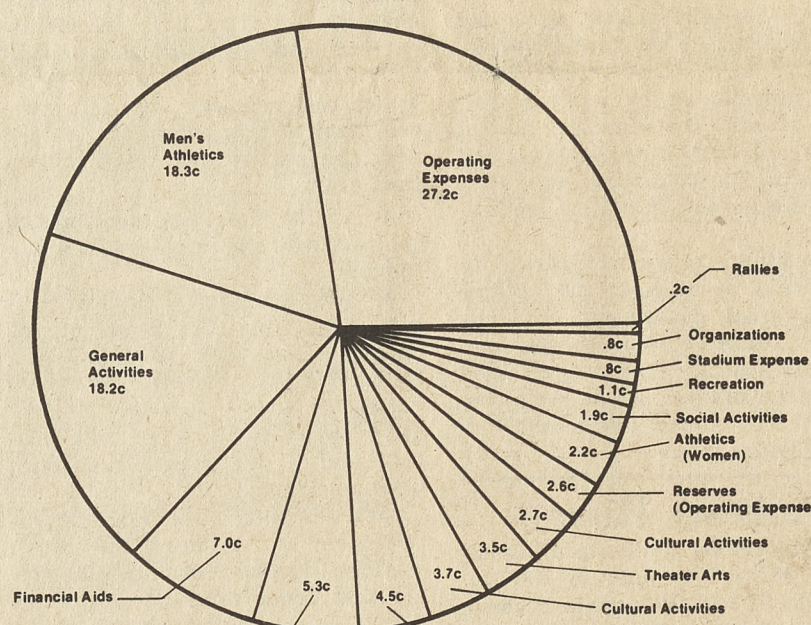 Men's
Athletics
18.3c
Operating
Expenses
27.2c
Rallies
.2c
Organizations
.8c
Stadium Expense
.8c
Recreation
1.1c
Social Activities
1.9c
Athletics
(Women)
2.2c
General
Activities
18.2c
Reserves
(Operating Expense
2.6c
Cultural Activities
2.7c
Theater Arts
3.5c
Cultural Activities
3.7c
4.5c
5.3c
7.0c
Financial Aids